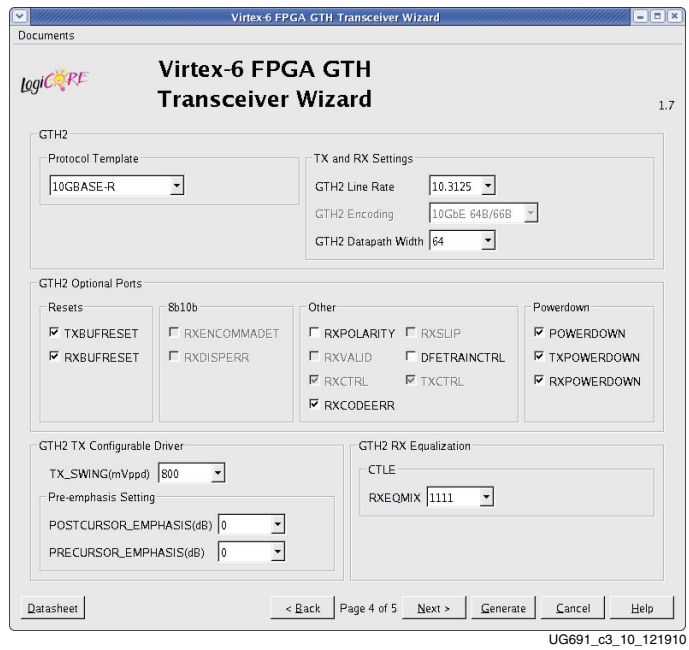 Virtex-6 FPGA GTH Transceiver Wizard
Documents
logiCORE
Virtex-6 FPGA GTH
Transceiver Wizard
1.7
GTH2
Protocol Template
10GBASE-R
TX and RX Settings
GTH2 Line Rate 10.3125
GTH2 Encoding 10GbE 64B/66B
GTH2 Datapath Width 64
GTH2 Optional Ports
Resets
TXBUFRESET
RXBUFRESET
8b10b
RXENCOMMADET
RXDISPERR
Other
RXPOLARITY RXSLIP
RXVALID DFETRAINCTRL
RXCTRL TXCTRL
RXCODEERR
Powerdown
POWERDOWN
TXPOWERDOWN
RXPOWERDOWN
GTH2 TX Configurable Driver
TX_SWING(mVppd) 800
Pre-emphasis Setting
POSTCURSOR_EMPHASIS(dB) 0
PRECURSOR_EMPHASIS(dB) 0
GTH2 RX Equalization
CTLE
RXEQMIX 1111
Datasheet < Back Page 4 of 5 Next > Generate Cancel Help
UG691_c3_10_121910